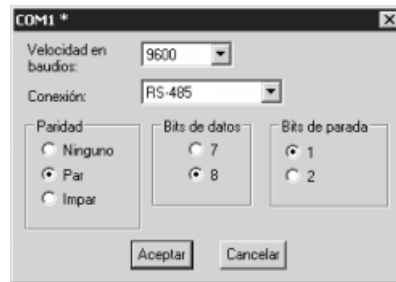 COM1 *
Velocidad en
baudios:
9600
Conexión:
RS-485
Paridad
Ninguno
Par
Impar
Bits de datos
7
8
Bits de parada
1
2
Aceptar
Cancelar